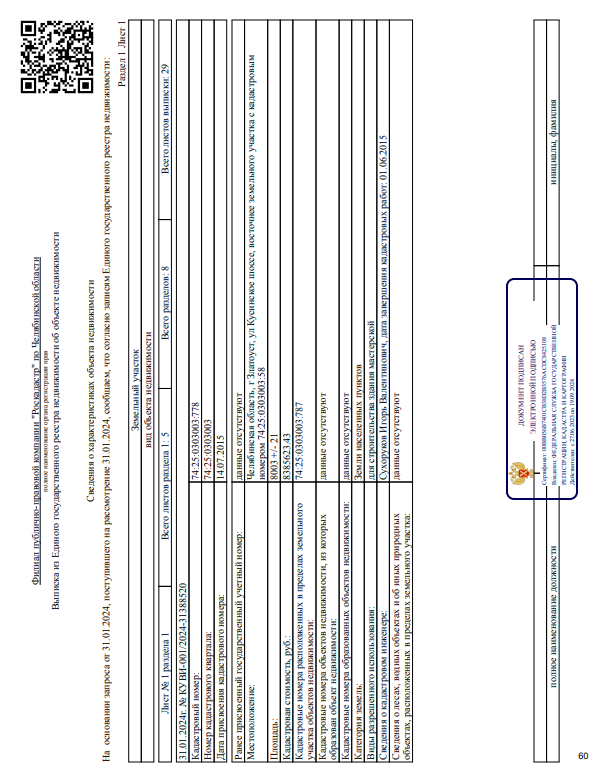 Филиал публично-правовой компании "Роскадастр" по Челябинской области
полное наименование органа регистрации прав
Выписка из Единого государственного реестра недвижимости об объекте недвижимости
Сведения о характеристиках объекта недвижимости
На основании запроса от 31.01.2024, поступившего на рассмотрение 31.01.2024, сообщаем, что согласно записям Единого государственного реестра недвижимости:
Раздел 1 Лист 1
Земельный участок
вид объекта недвижимости
Лист № 1 раздела 1 Всего листов раздела 1: 5 Всего разделов: 8 Всего листов выписки: 29
31.01.2024г. № КУВИ-001/2024-31388520
Кадастровый номер: 74:25:0303003:778
Номер кадастрового квартала: 74:25:0303003
Дата присвоения кадастрового номера: 14.07.2015
Ранее присвоенный государственный учетный номер: данные отсутствуют
Местоположение: Челябинская область, г Златоуст, ул Кусинское шоссе, восточнее земельного участка с кадастровым
номером 74:25:0303003:58
Площадь: 8003 +/- 21
Кадастровая стоимость, руб.: 8385623.43
Кадастровые номера расположенных в пределах земельного 74:25:0303003:787
участка объектов недвижимости:
Кадастровые номера объектов недвижимости, из которых данные отсутствуют
образован объект недвижимости:
Кадастровые номера образованных объектов недвижимости: данные отсутствуют
Категория земель: Земли населенных пунктов
Виды разрешенного использования: для строительства здания мастерской
Сведения о кадастровом инженере: Сухоруков Игорь Валентинович, дата завершения кадастровых работ: 01.06.2015
Сведения о лесах, водных объектах и об иных природных данные отсутствуют
объектах, расположенных в пределах земельного участка:
ДОКУМЕНТ ПОДПИСАН
ЭЛЕКТРОННОЙ ПОДПИСЬЮ
Сертификат:
Владелец: ФЕДЕРАЛЬНАЯ СЛУЖБА ГОСУДАРСТВЕННОЙ
РЕГИСТРАЦИИ, КАДАСТРА И КАРТОГРАФИИ
Действителен: с 27.06.2023 по 19.09.2024
полное наименование должности инициалы, фамилия
60